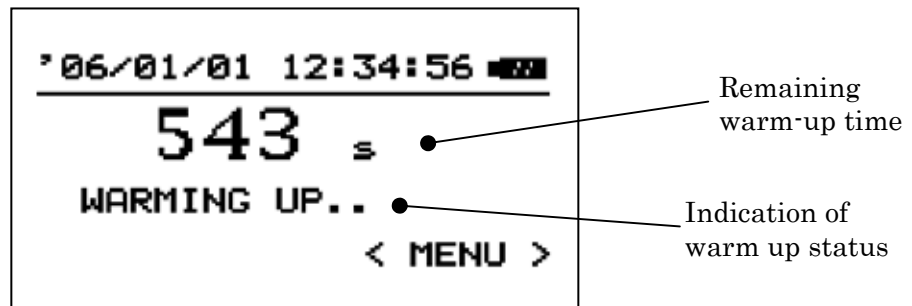 '06/01/01 12:34:56
543 s
WARMING UP..
< MENU >
Remaining
warm-up time
Indication of
warm up status